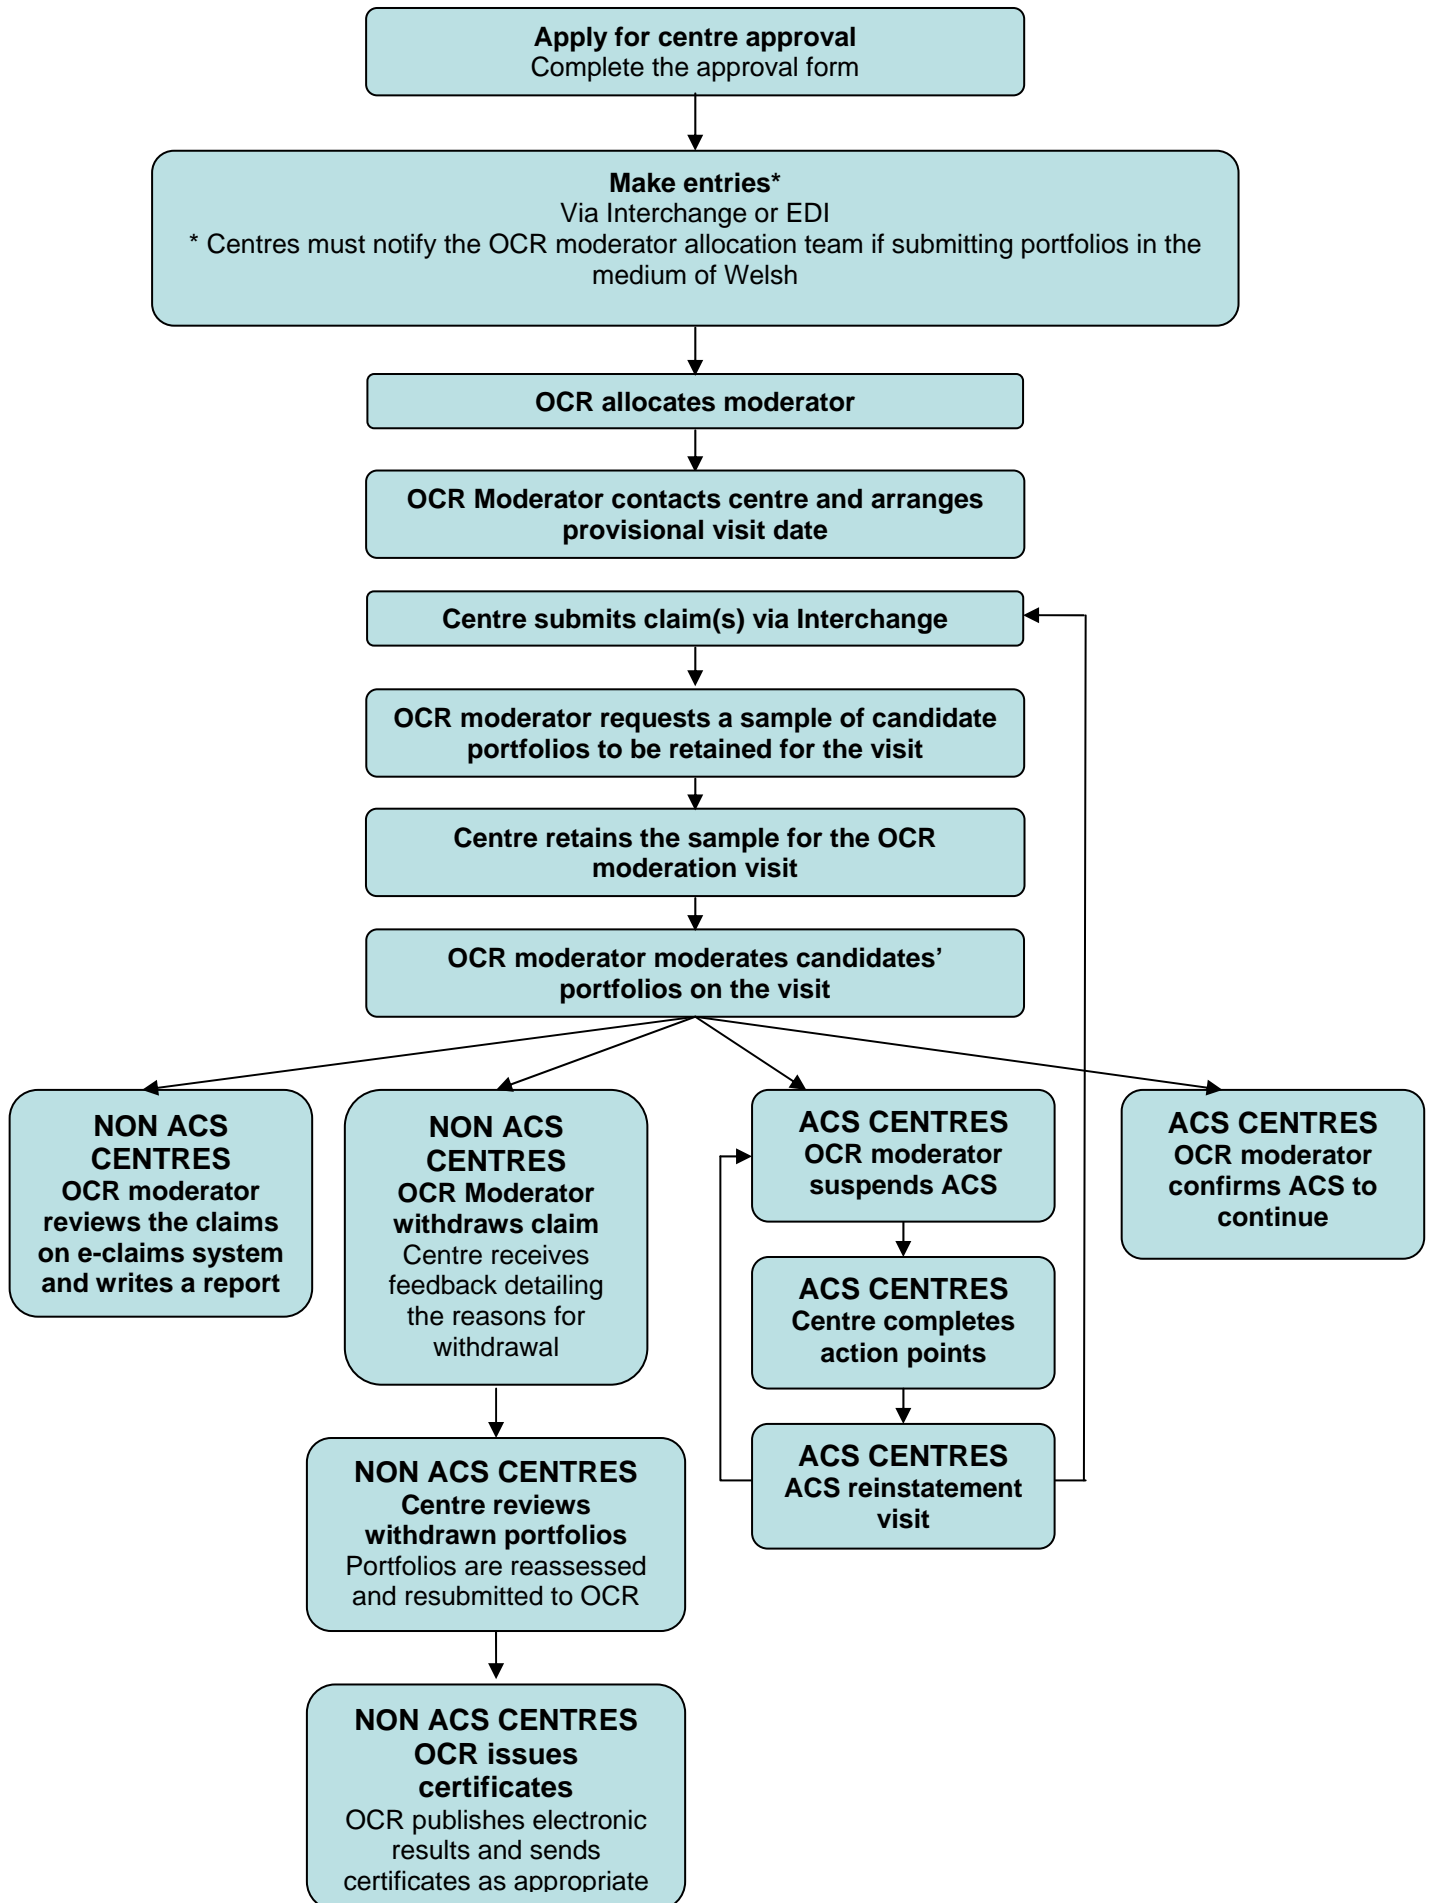 Apply for centre approval
Complete the approval form
Make entries*
Via Interchange or EDI
* Centres must notify the OCR moderator allocation team if submitting portfolios in the
medium of Welsh
OCR allocates moderator
OCR Moderator contacts centre and arranges
provisional visit date
Centre submits claim(s) via Interchange
OCR moderator requests a sample of candidate
portfolios to be retained for the visit
Centre retains the sample for the OCR
moderation visit
OCR moderator moderates candidates’
portfolios on the visit
NON ACS
CENTRES
OCR moderator
reviews the claims
on e-claims system
and writes a report
NON ACS
CENTRES
OCR Moderator
withdraws claim
Centre receives
feedback detailing
the reasons for
withdrawal
NON ACS CENTRES
Centre reviews
withdrawn portfolios
Portfolios are reassessed
and resubmitted to OCR
NON ACS CENTRES
OCR issues
certificates
OCR publishes electronic
results and sends
certificates as appropriate
ACS CENTRES
OCR moderator
suspends ACS
ACS CENTRES
Centre completes
action points
ACS CENTRES
ACS reinstatement
visit
ACS CENTRES
OCR moderator
confirms ACS to
continue